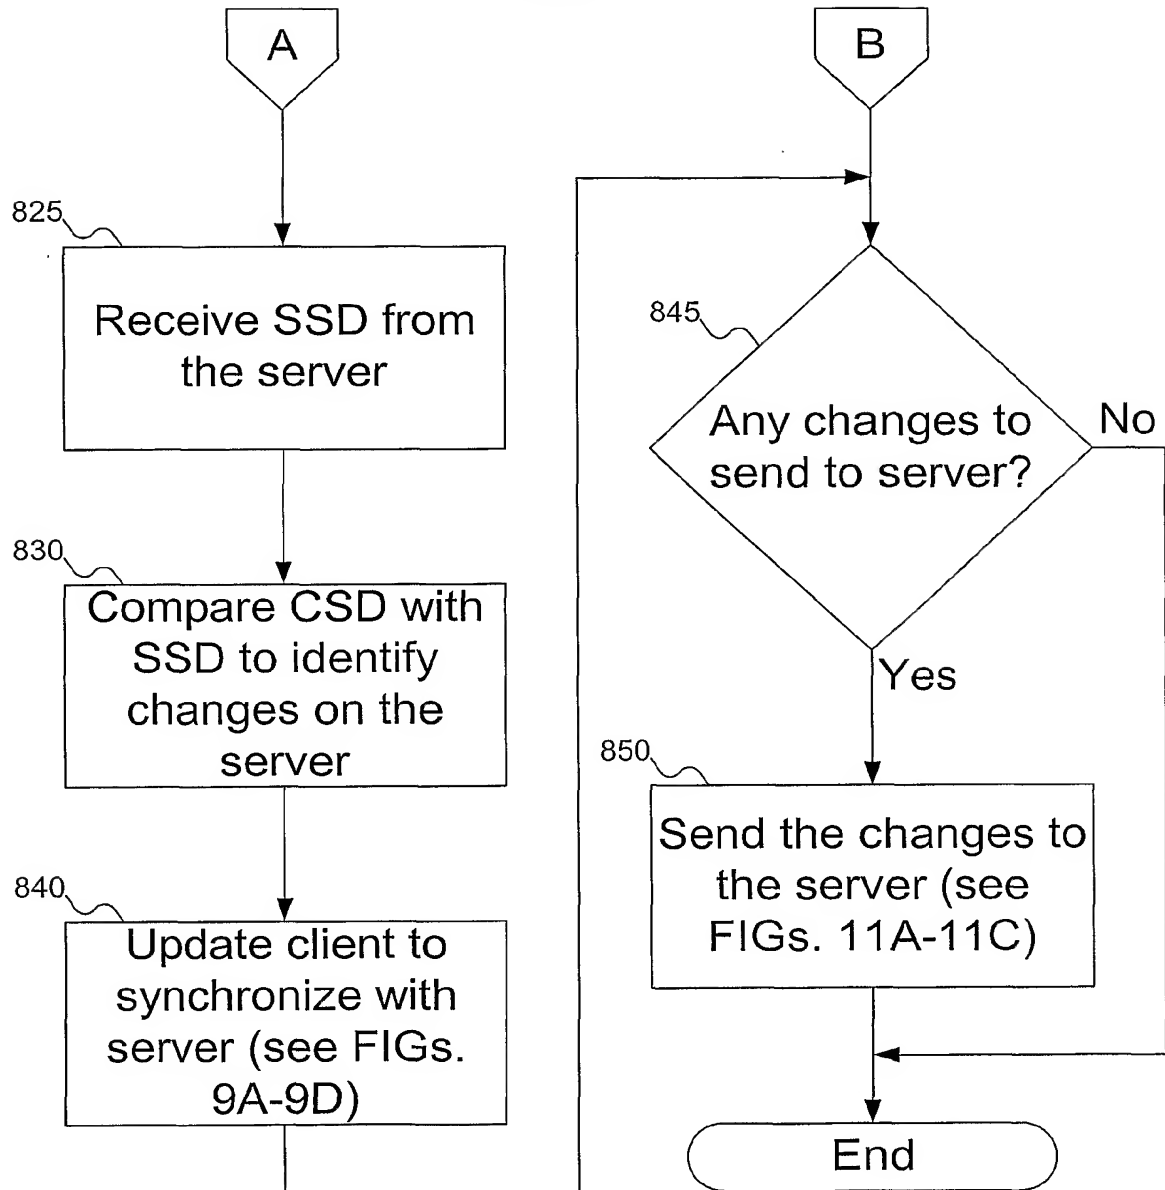 A
825
Receive SSD from
the server
830
Compare CSD with
SSD to identify
changes on the
server
840
Update client to
synchronize with
server (see FIGs.
9A-9D)
B
845
Any changes to
send to server?
No
Yes
850
Send the changes to
the server (see
FIGs. 11A-11C)
End